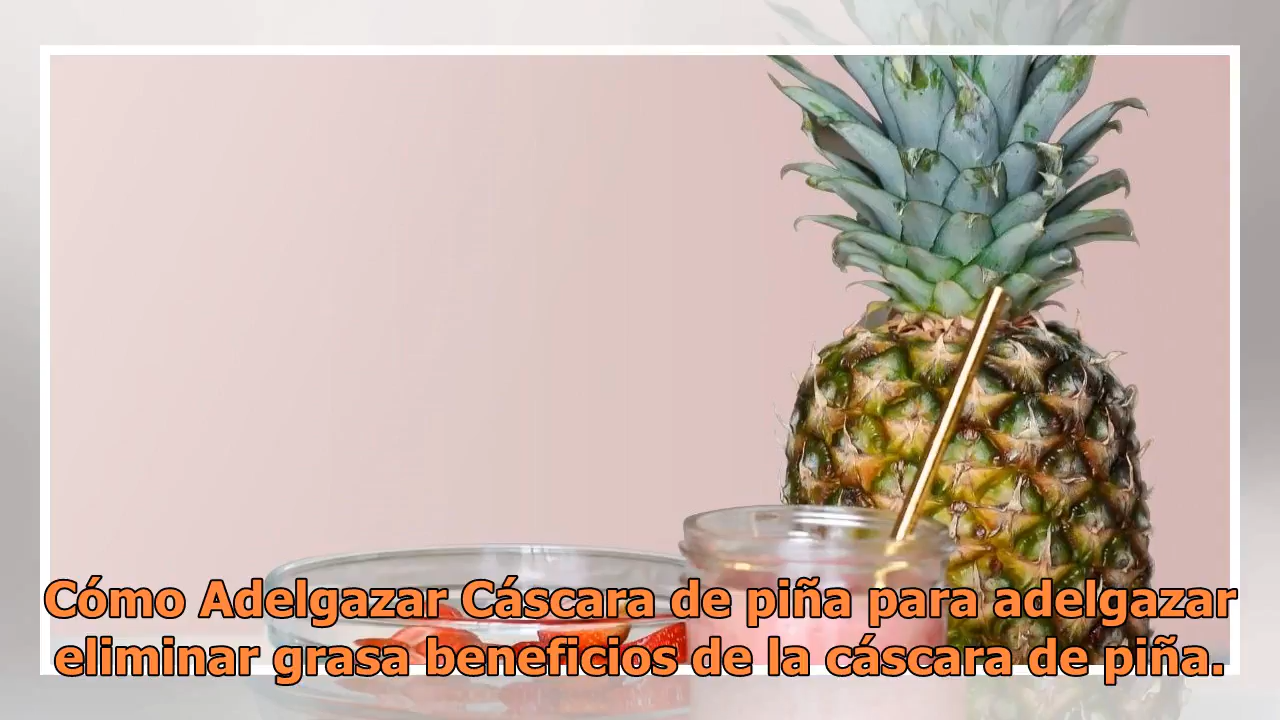 Cómo Adelgazar Cáscara de piña para adelgazar
eliminar grasa beneficios de la cáscara de piña.